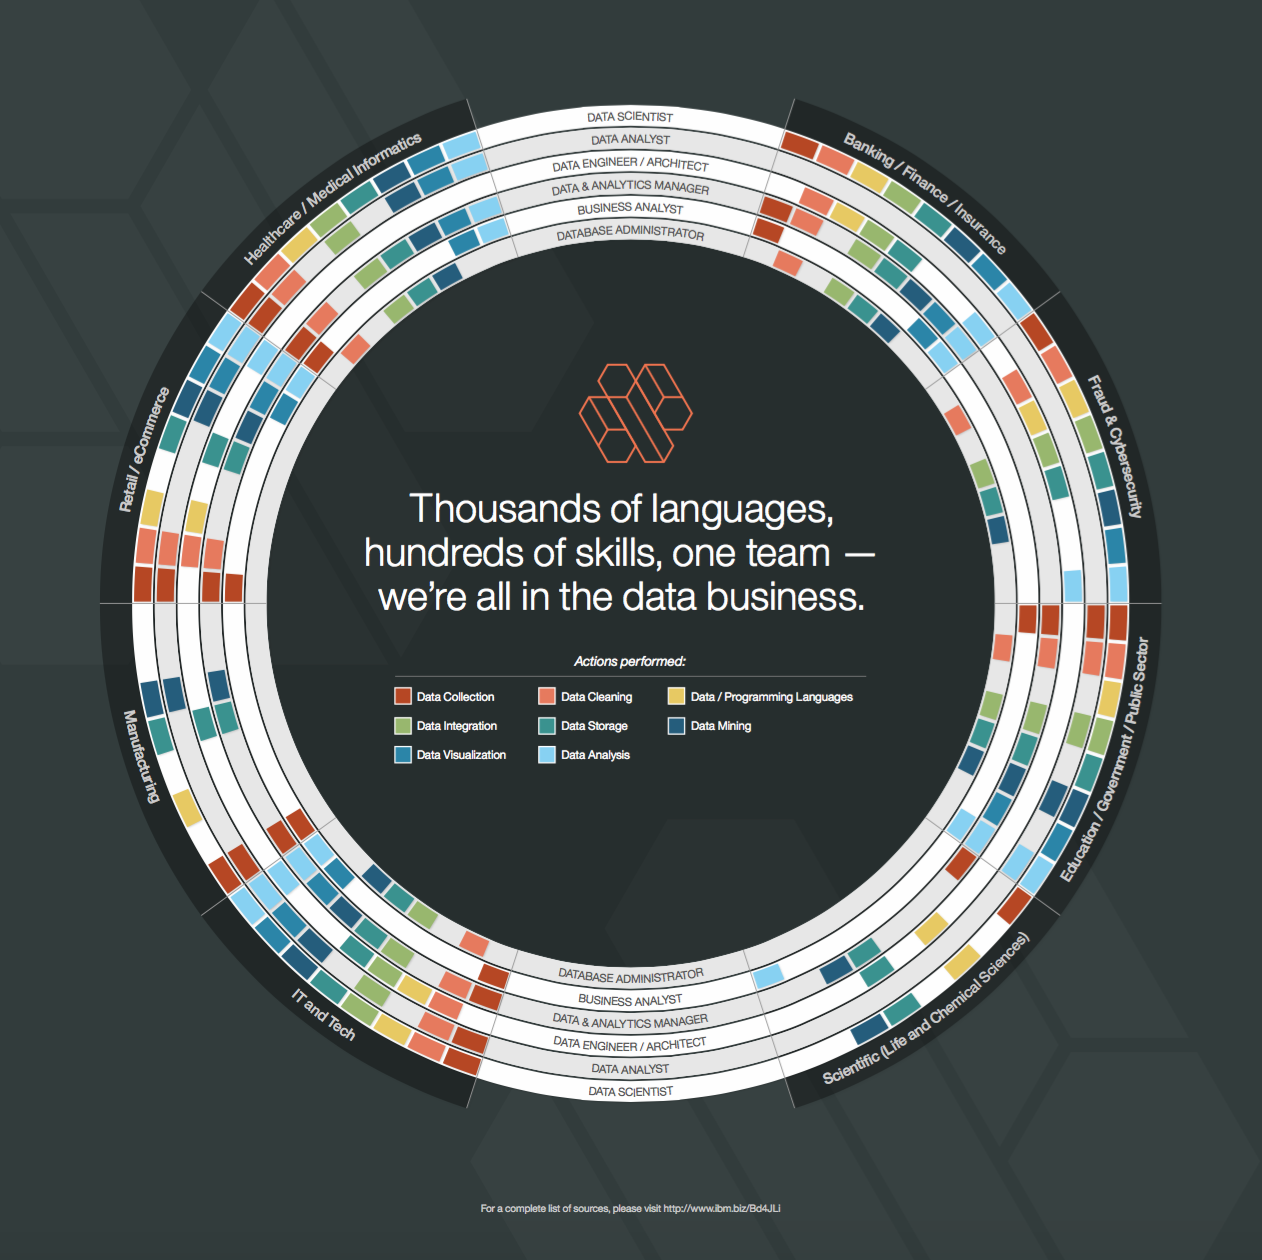 DATA SCIENTIST
DATA ANALYST
DATA ENGINEER / ARCHITECT
DATA & ANALYTICS MANAGER
BUSINESS ANALYST
DATABASE ADMINISTRATOR
Healthcare / Medical Informatics
Banking / Finance / Insurance
Retail / eCommerce
Fraud & Cybersecurity
Thousands of languages,
hundreds of skills, one team —
we're all in the data business.
Actions performed:
Data Collection
Data Cleaning
Data / Programming Languages
Data Integration
Data Storage
Data Mining
Data Visualization
Data Analysis
Manufacturing
Education / Government / Public Sector
IT and Tech
Scientific (Life and Chemical Sciences)
DATABASE ADMINISTRATOR
BUSINESS ANALYST
DATA & ANALYTICS MANAGER
DATA ENGINEER / ARCHITECT
DATA ANALYST
DATA SCIENTIST
For a complete list of sources, please visit http://www.ibm.biz/Bd4JLi